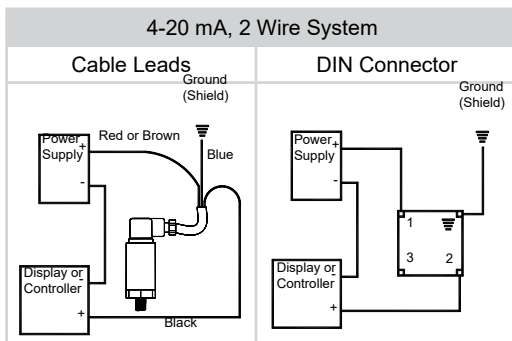 4-20 mA, 2 Wire System
Cable Leads
DIN Connector
Ground
(Shield)
Power
Supply
+
-
Red or Brown
Blue
Display or
Controller
-
+
Black
Ground
(Shield)
Power
Supply
+
-
1
3
2
Display or
Controller
-
+